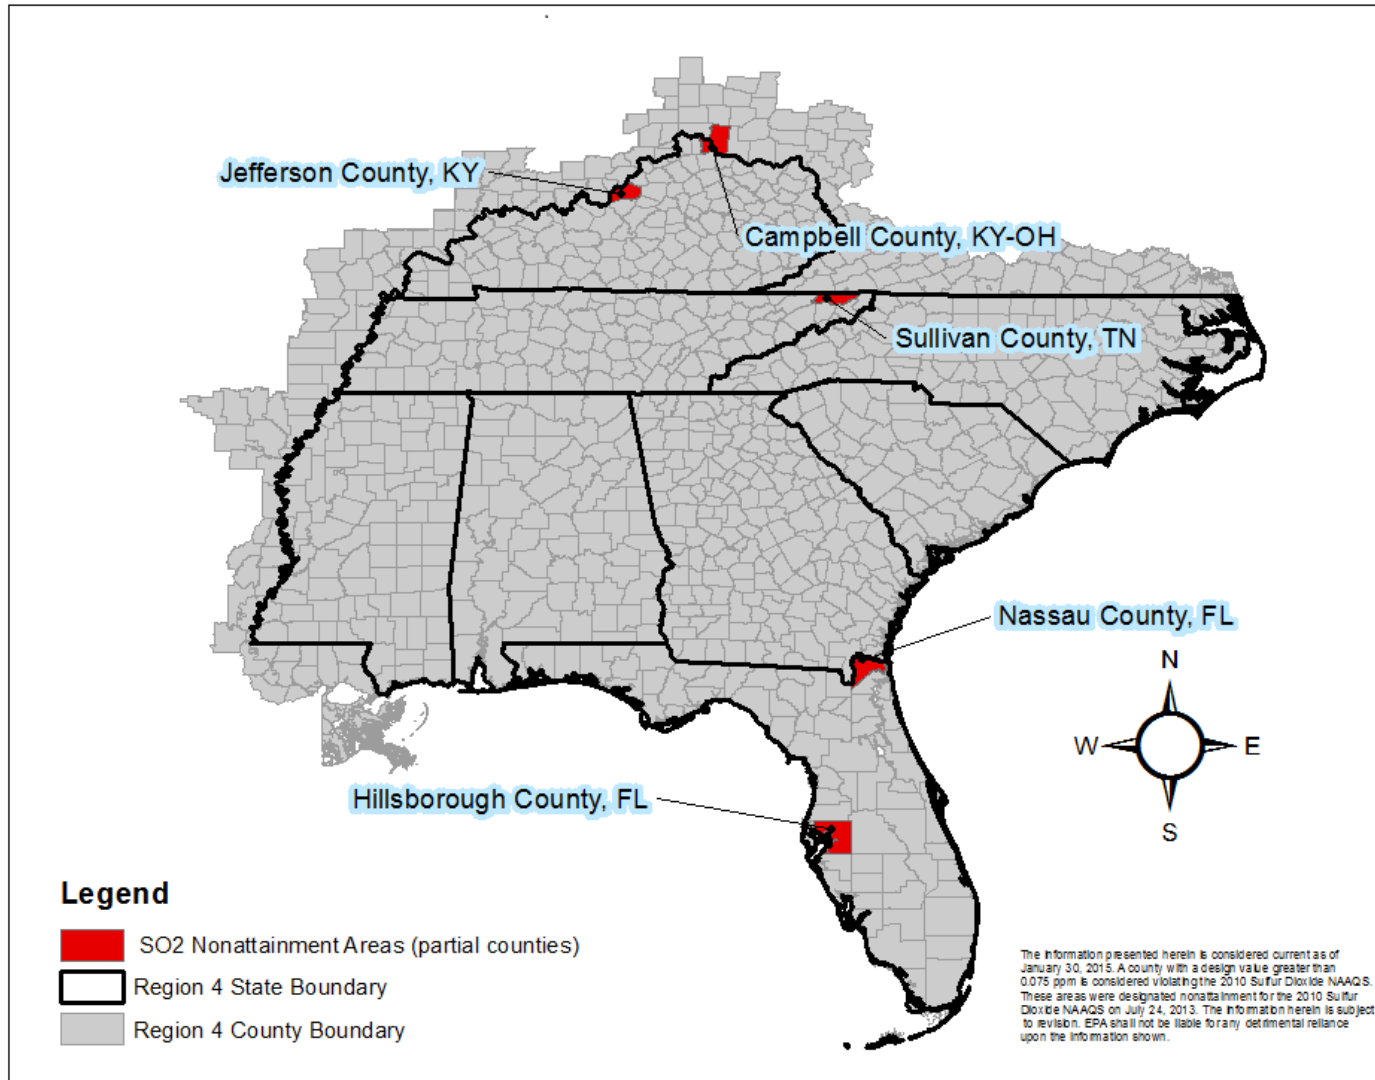 Jefferson County, KY
Campbell County, KY-OH
Sullivan County, TN
Nassau County, FL
N
W
E
S
Hillsborough County, FL
Legend
SO2 Nonattainment Areas (partial counties)
Region 4 State Boundary
Region 4 County Boundary
The information presented herein is considered current as of
January 30, 2015. A county with a design value greater than
0.075 ppm is considered violating the 2010 Sulfur Dioxide NAAQS.
These areas were designated nonattainment for the 2010 Sulfur
Dioxide NAAQS on July 24, 2013. The information herein is subject
to revision. EPA shall not be liable for any detrimental reliance
upon the information shown.